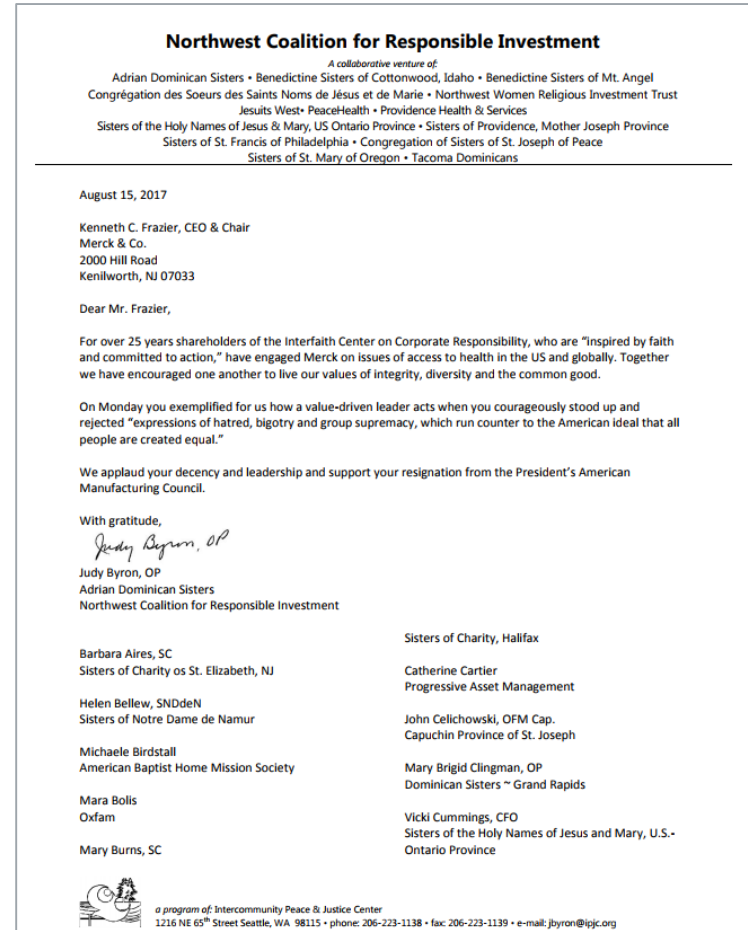 Northwest Coalition for Responsible Investment
A collaborative venture of:
Adrian Dominican Sisters • Benedictine Sisters of Cottonwood, Idaho • Benedictine Sisters of Mt. Angel
Congrégation des Soeurs des Saints Noms de Jésus et de Marie • Northwest Women Religious Investment Trust
Jesuits West• PeaceHealth • Providence Health & Services
Sisters of the Holy Names of Jesus & Mary, US Ontario Province • Sisters of Providence, Mother Joseph Province
Sisters of St. Francis of Philadelphia • Congregation of Sisters of St. Joseph of Peace
Sisters of St. Mary of Oregon • Tacoma Dominicans
August 15, 2017
Kenneth C. Frazier, CEO & Chair
Merck & Co.
2000 Hill Road
Kenilworth, NJ 07033
Dear Mr. Frazier,
For over 25 years shareholders of the Interfaith Center on Corporate Responsibility, who are “inspired by faith
and committed to action,” have engaged Merck on issues of access to health in the US and globally. Together
we have encouraged one another to live our values of integrity, diversity and the common good.
On Monday you exemplified for us how a value-driven leader acts when you courageously stood up and
rejected “expressions of hatred, bigotry and group supremacy, which run counter to the American ideal that all
people are created equal.”
We applaud your decency and leadership and support your resignation from the President’s American
Manufacturing Council.
With gratitude,
Judy Byron, OP
Judy Byron, OP
Adrian Dominican Sisters
Northwest Coalition for Responsible Investment
Barbara Aires, SC
Sisters of Charity os St. Elizabeth, NJ
Helen Bellew, SNDdeN
Sisters of Notre Dame de Namur
Michaele Birdstall
American Baptist Home Mission Society
Mara Bolis
Oxfam
Mary Burns, SC
Sisters of Charity, Halifax
Catherine Cartier
Progressive Asset Management
John Celichowski, OFM Cap.
Capuchin Province of St. Joseph
Mary Brigid Clingman, OP
Dominican Sisters ~ Grand Rapids
Vicki Cummings, CFO
Sisters of the Holy Names of Jesus and Mary, U.S.-
Ontario Province
a program of: Intercommunity Peace & Justice Center
1216 NE 65th Street Seattle, WA 98115 • phone: 206-223-1138 • fax: 206-223-1139 • e-mail: jbyron@ipjc.org